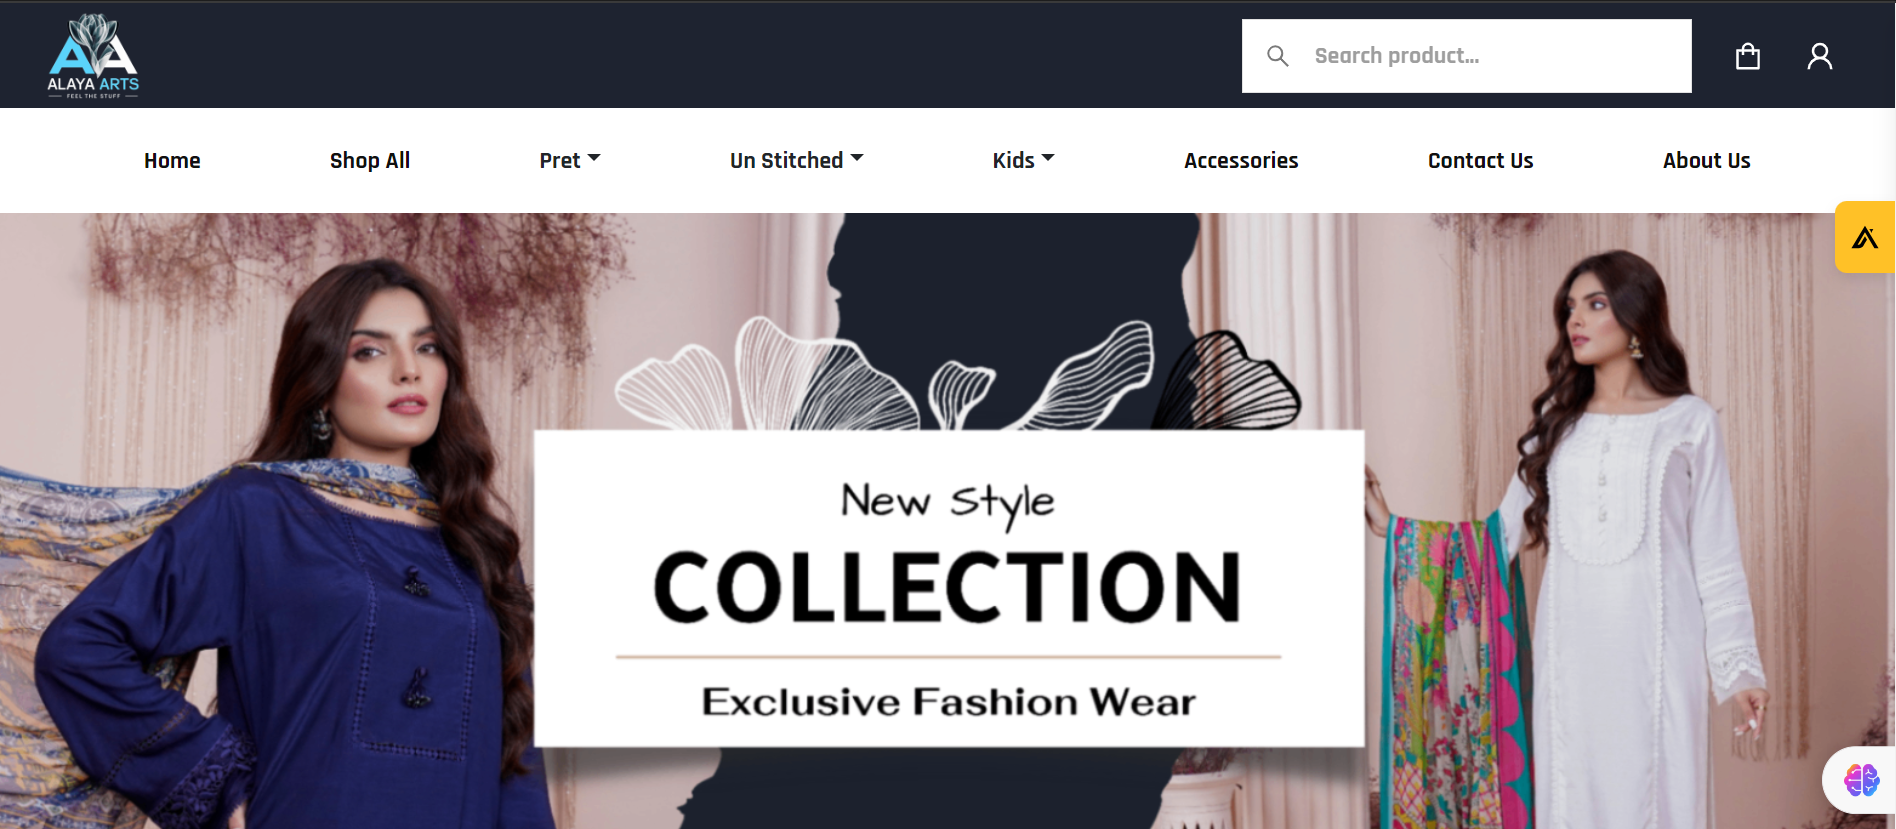 ALAYA ARTS
FEEL THE STUFF
Search product...
Home
Shop All
Pret
Un Stitched
Kids
Accessories
Contact Us
About Us
New Style
COLLECTION
Exclusive Fashion Wear